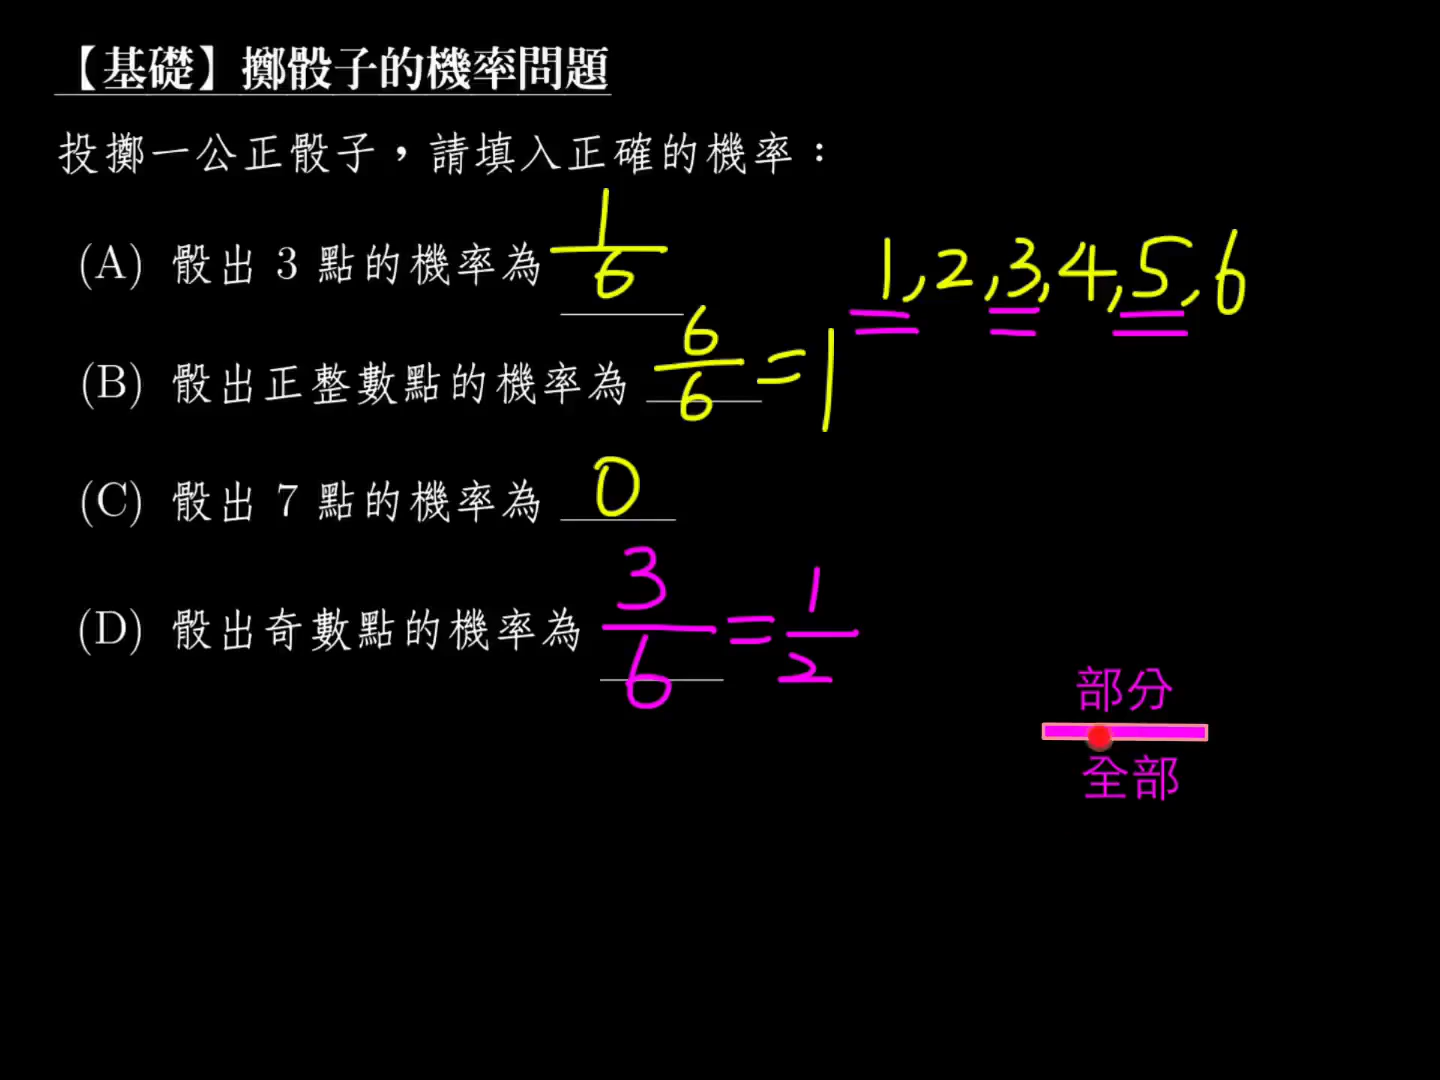 【基礎】擲骰子的機率問題
投擲一公正骰子，請填入正確的機率：
(A) 骰出 3 點的機率為 1/6
1,2,3,4,5,6
(B) 骰出正整數點的機率為 6/6=1
(C) 骰出 7 點的機率為 0
(D) 骰出奇數點的機率為 3/6=1/2
部分
全部